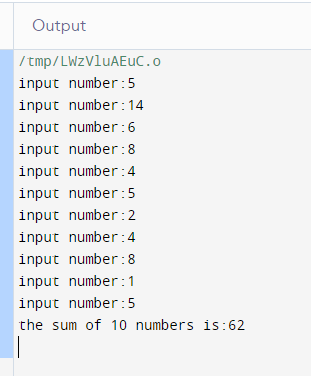 Output
/tmp/LWzVluAEuC.o
input number:5
input number:14
input number:6
input number:8
input number:4
input number:5
input number:2
input number:4
input number:8
input number:1
input number:5
the sum of 10 numbers is:62